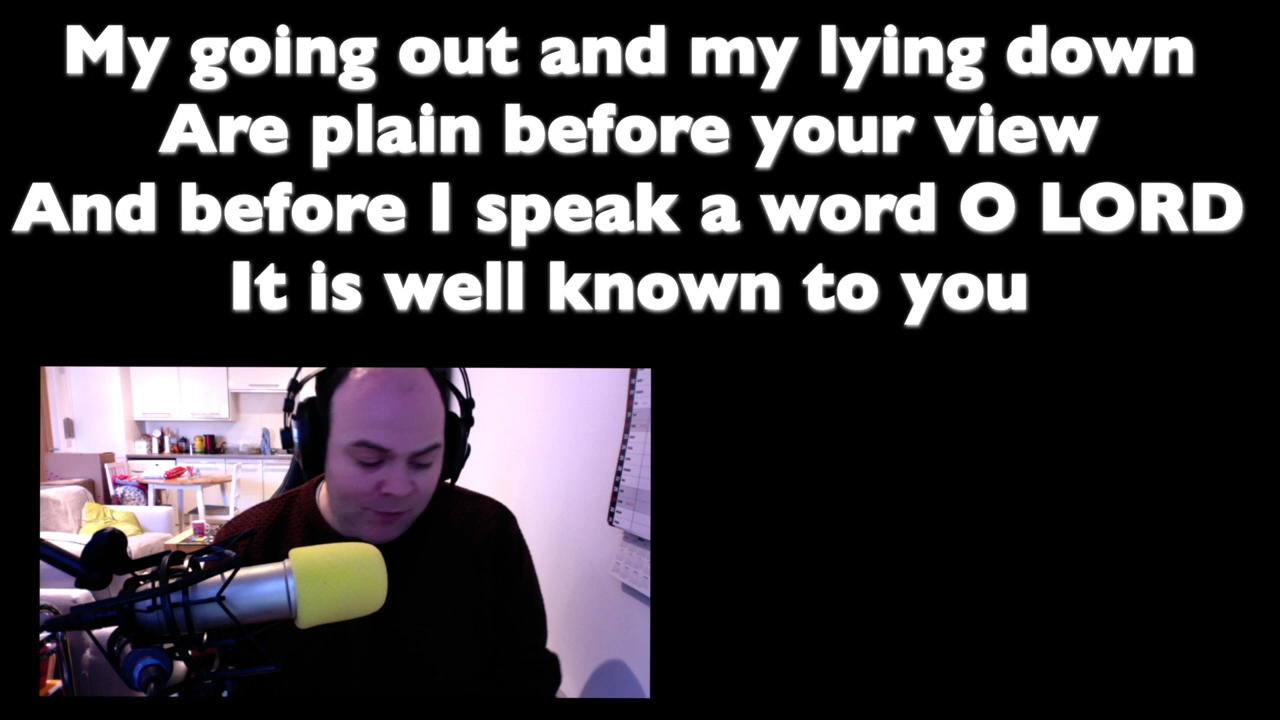 My going out and my lying down
Are plain before your view
And before I speak a word O LORD
It is well known to you